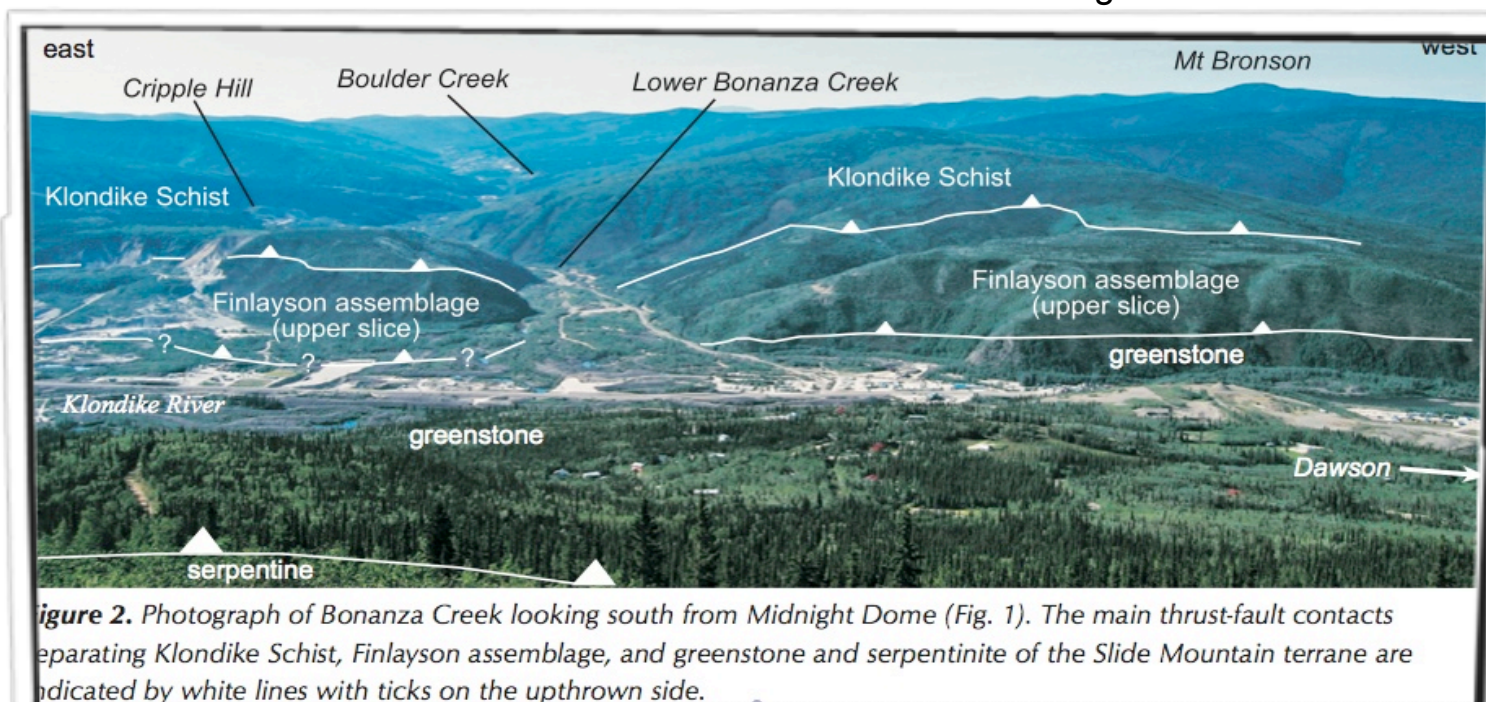 east
west
Mt Bronson
Cripple Hill
Boulder Creek
Lower Bonanza Creek
Klondike Schist
Klondike Schist
Finlayson assemblage
(upper slice)
Finlayson assemblage
(upper slice)
?
?
?
greenstone
Klondike River
greenstone
Dawson
serpentine
igure 2. Photograph of Bonanza Creek looking south from Midnight Dome (Fig. 1). The main thrust-fault contacts
eparating Klondike Schist, Finlayson assemblage, and greenstone and serpentinite of the Slide Mountain terrane are
ndicated by white lines with ticks on the upthrown side.